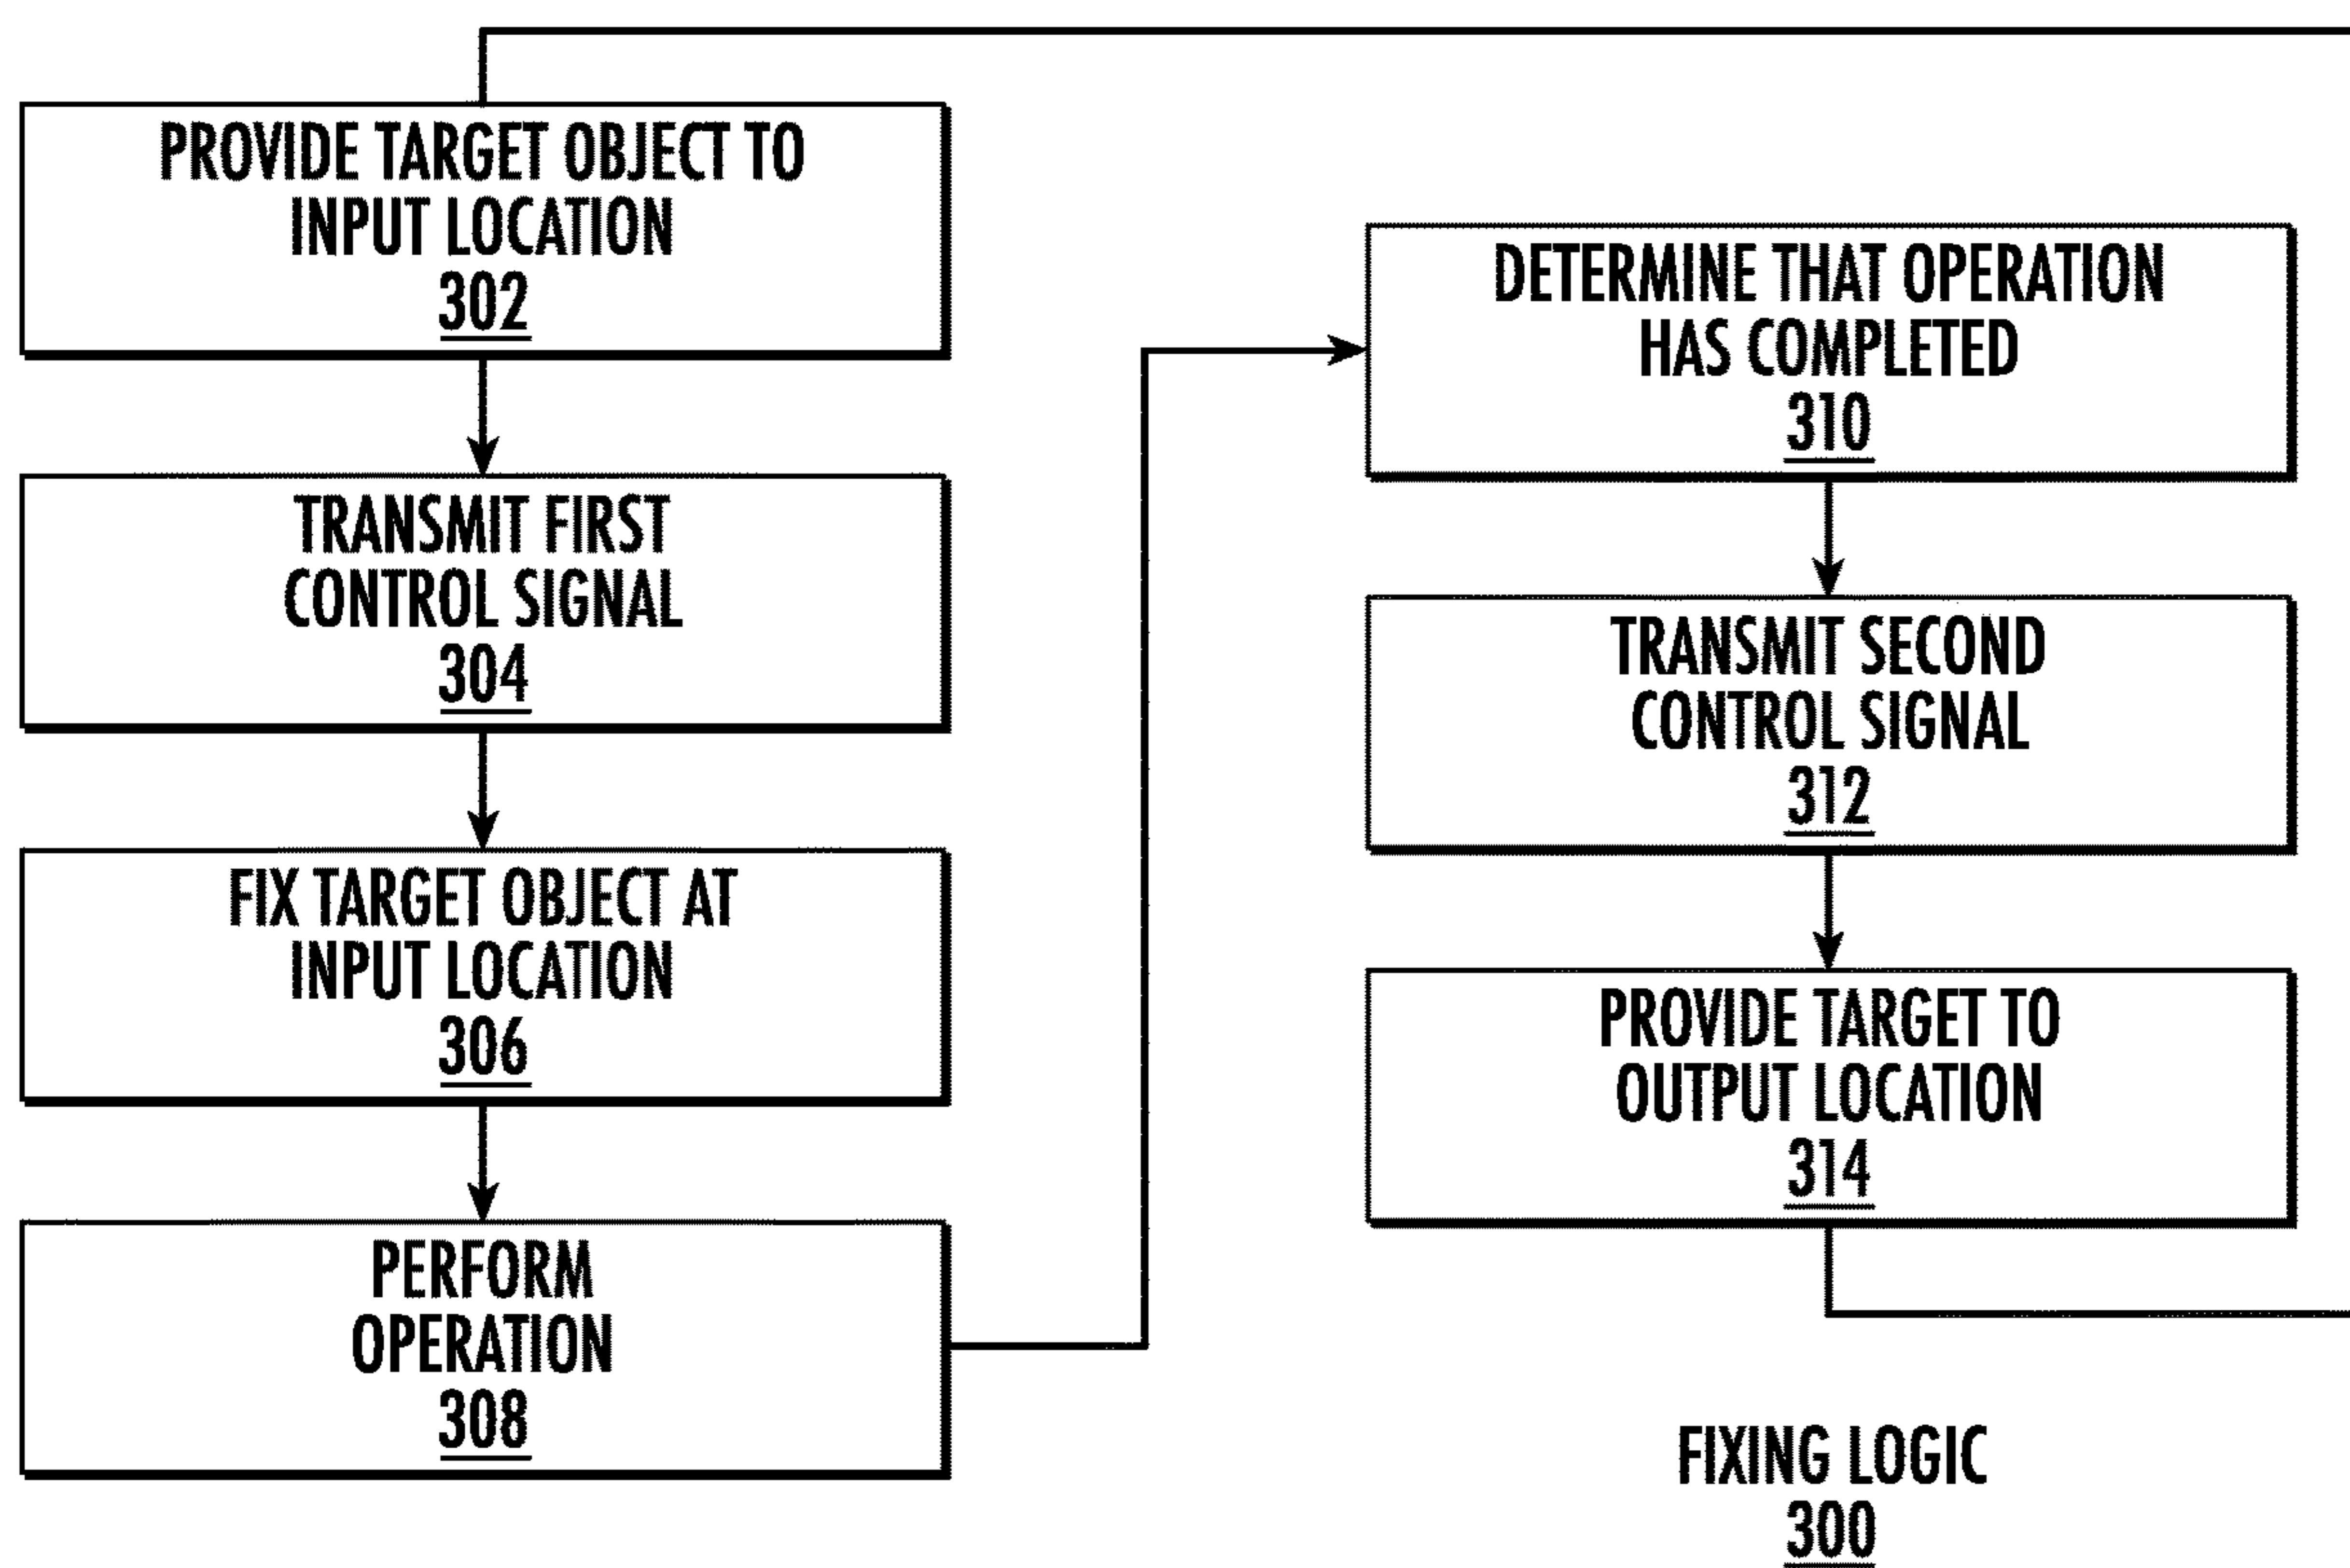 PROVIDE TARGET OBJECT TO
INPUT LOCATION
302
TRANSMIT FIRST
CONTROL SIGNAL
304
FIX TARGET OBJECT AT
INPUT LOCATION
306
PERFORM
OPERATION
308
DETERMINE THAT OPERATION
HAS COMPLETED
310
TRANSMIT SECOND
CONTROL SIGNAL
312
PROVIDE TARGET TO
OUTPUT LOCATION
314
FIXING LOGIC
300